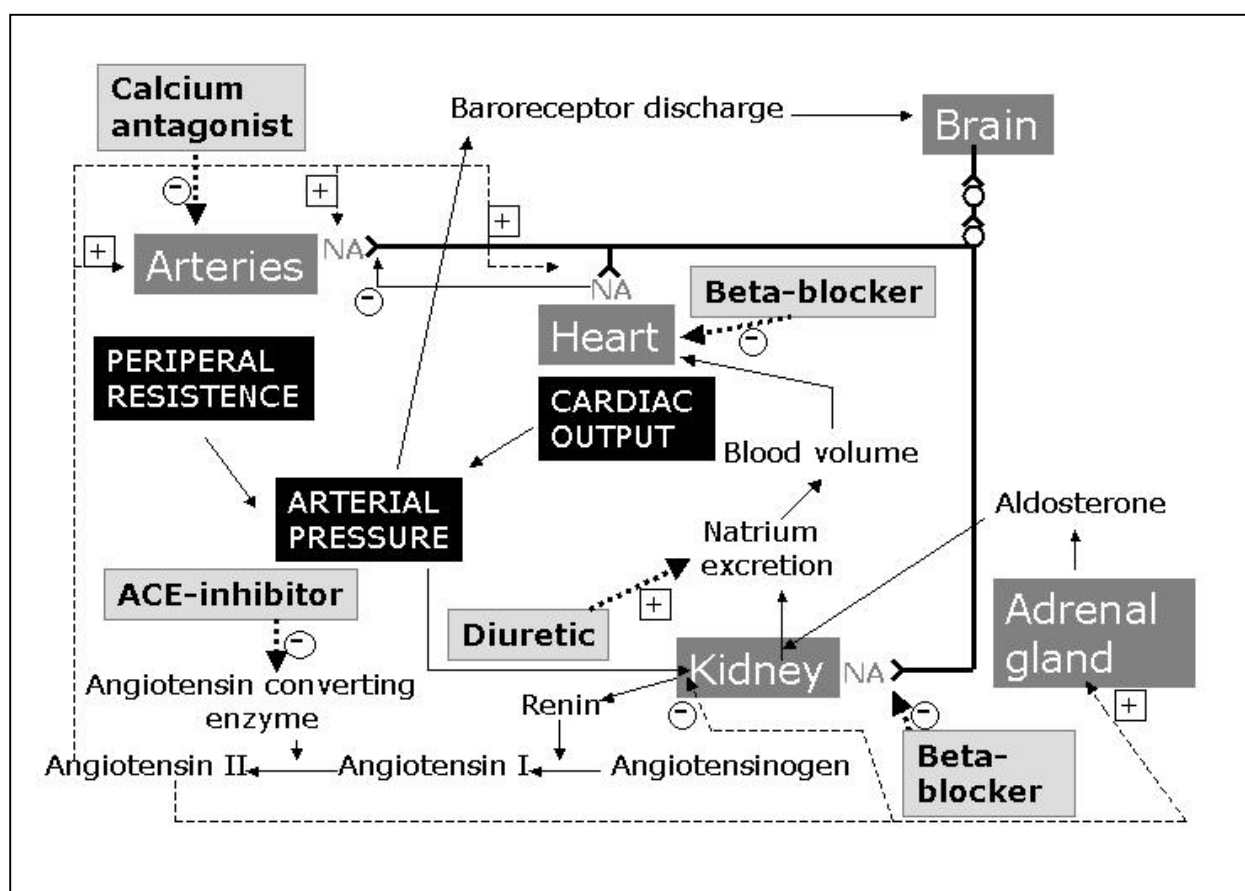 Calcium
antagonist
Baroreceptor discharge
Brain
−
+
+
+
Arteries
NA
−
NA
Beta-blocker
−
Heart
PERIPERAL
RESISTENCE
CARDIAC
OUTPUT
Blood volume
ARTERIAL
PRESSURE
Natrium
excretion
Aldosterone
ACE-inhibitor
−
Diuretic
+
Adrenal
gland
Kidney
NA
Angiotensin converting
enzyme
Renin
−
−
+
Angiotensin II
Angiotensin I
Angiotensinogen
Beta-
blocker